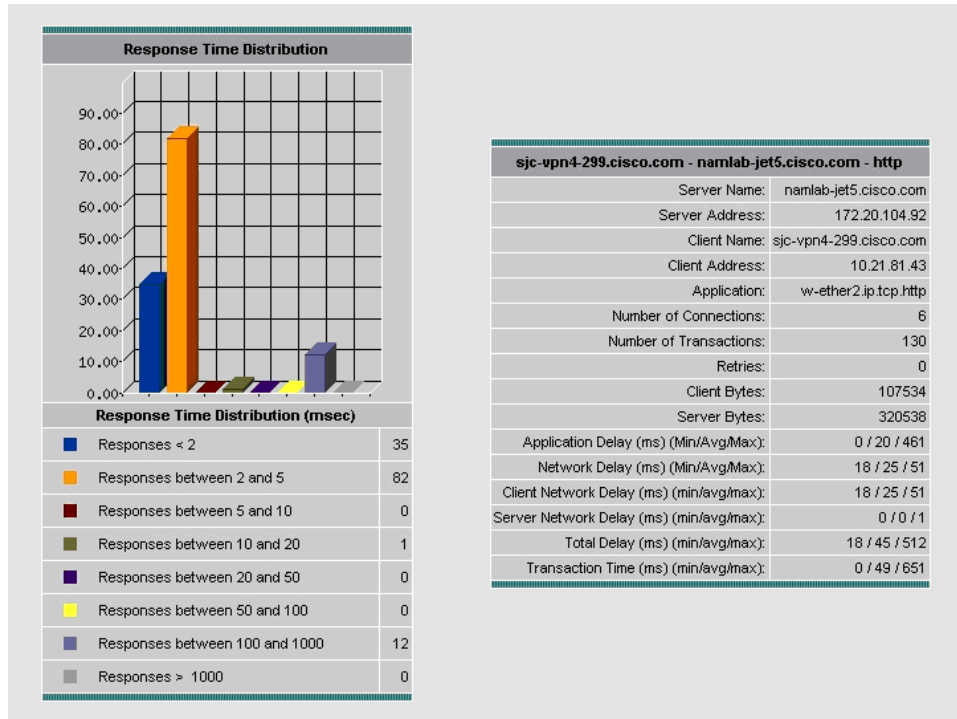 Response Time Distribution
90.00
80.00
70.00
60.00
50.00
40.00
30.00
20.00
10.00
0.00
Response Time Distribution (msec)
Responses < 2 35
Responses between 2 and 5 82
Responses between 5 and 10 0
Responses between 10 and 20 1
Responses between 20 and 50 0
Responses between 50 and 100 0
Responses between 100 and 1000 12
Responses > 1000 0
sjc-vpn4-299.cisco.com - namlab-jet5.cisco.com - http
Server Name: namlab-jet5.cisco.com
Server Address: 172.20.104.92
Client Name: sjc-vpn4-299.cisco.com
Client Address: 10.21.81.43
Application: w-ether2.ip.tcp.http
Number of Connections: 6
Number of Transactions: 130
Retries: 0
Client Bytes: 107534
Server Bytes: 320538
Application Delay (ms) (Min/Avg/Max): 0 / 20 / 461
Network Delay (ms) (Min/Avg/Max): 18 / 25 / 51
Client Network Delay (ms) (min/avg/max): 18 / 25 / 51
Server Network Delay (ms) (min/avg/max): 0 / 0 / 1
Total Delay (ms) (min/avg/max): 18 / 45 / 512
Transaction Time (ms) (min/avg/max): 0 / 49 / 651